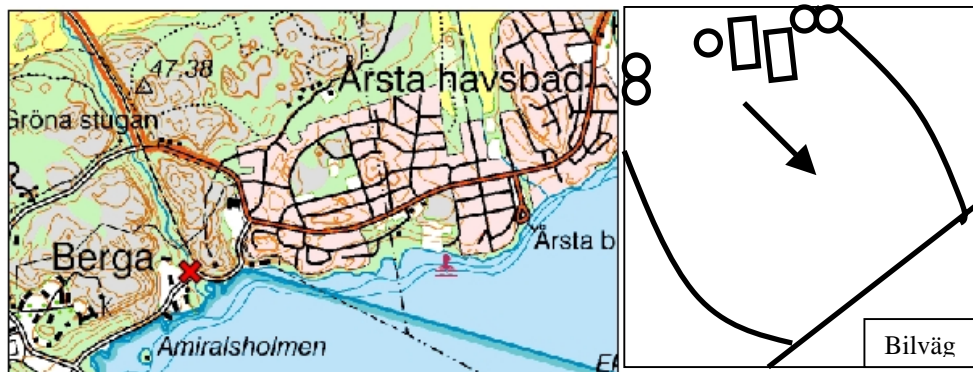 47.38
Årsta havsbad
Gröna stugan
Årsta b
Berga
Amiralsholmen
Bilväg